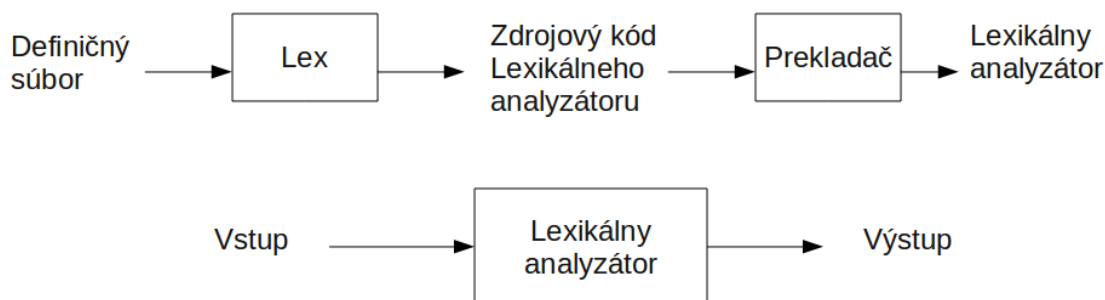 Definičný
súbor
Lex
Zdrojový kód
Lexikálneho
analyzátoru
Prekladač
Lexikálny
analyzátor
Vstup
Lexikálny
analyzátor
Výstup